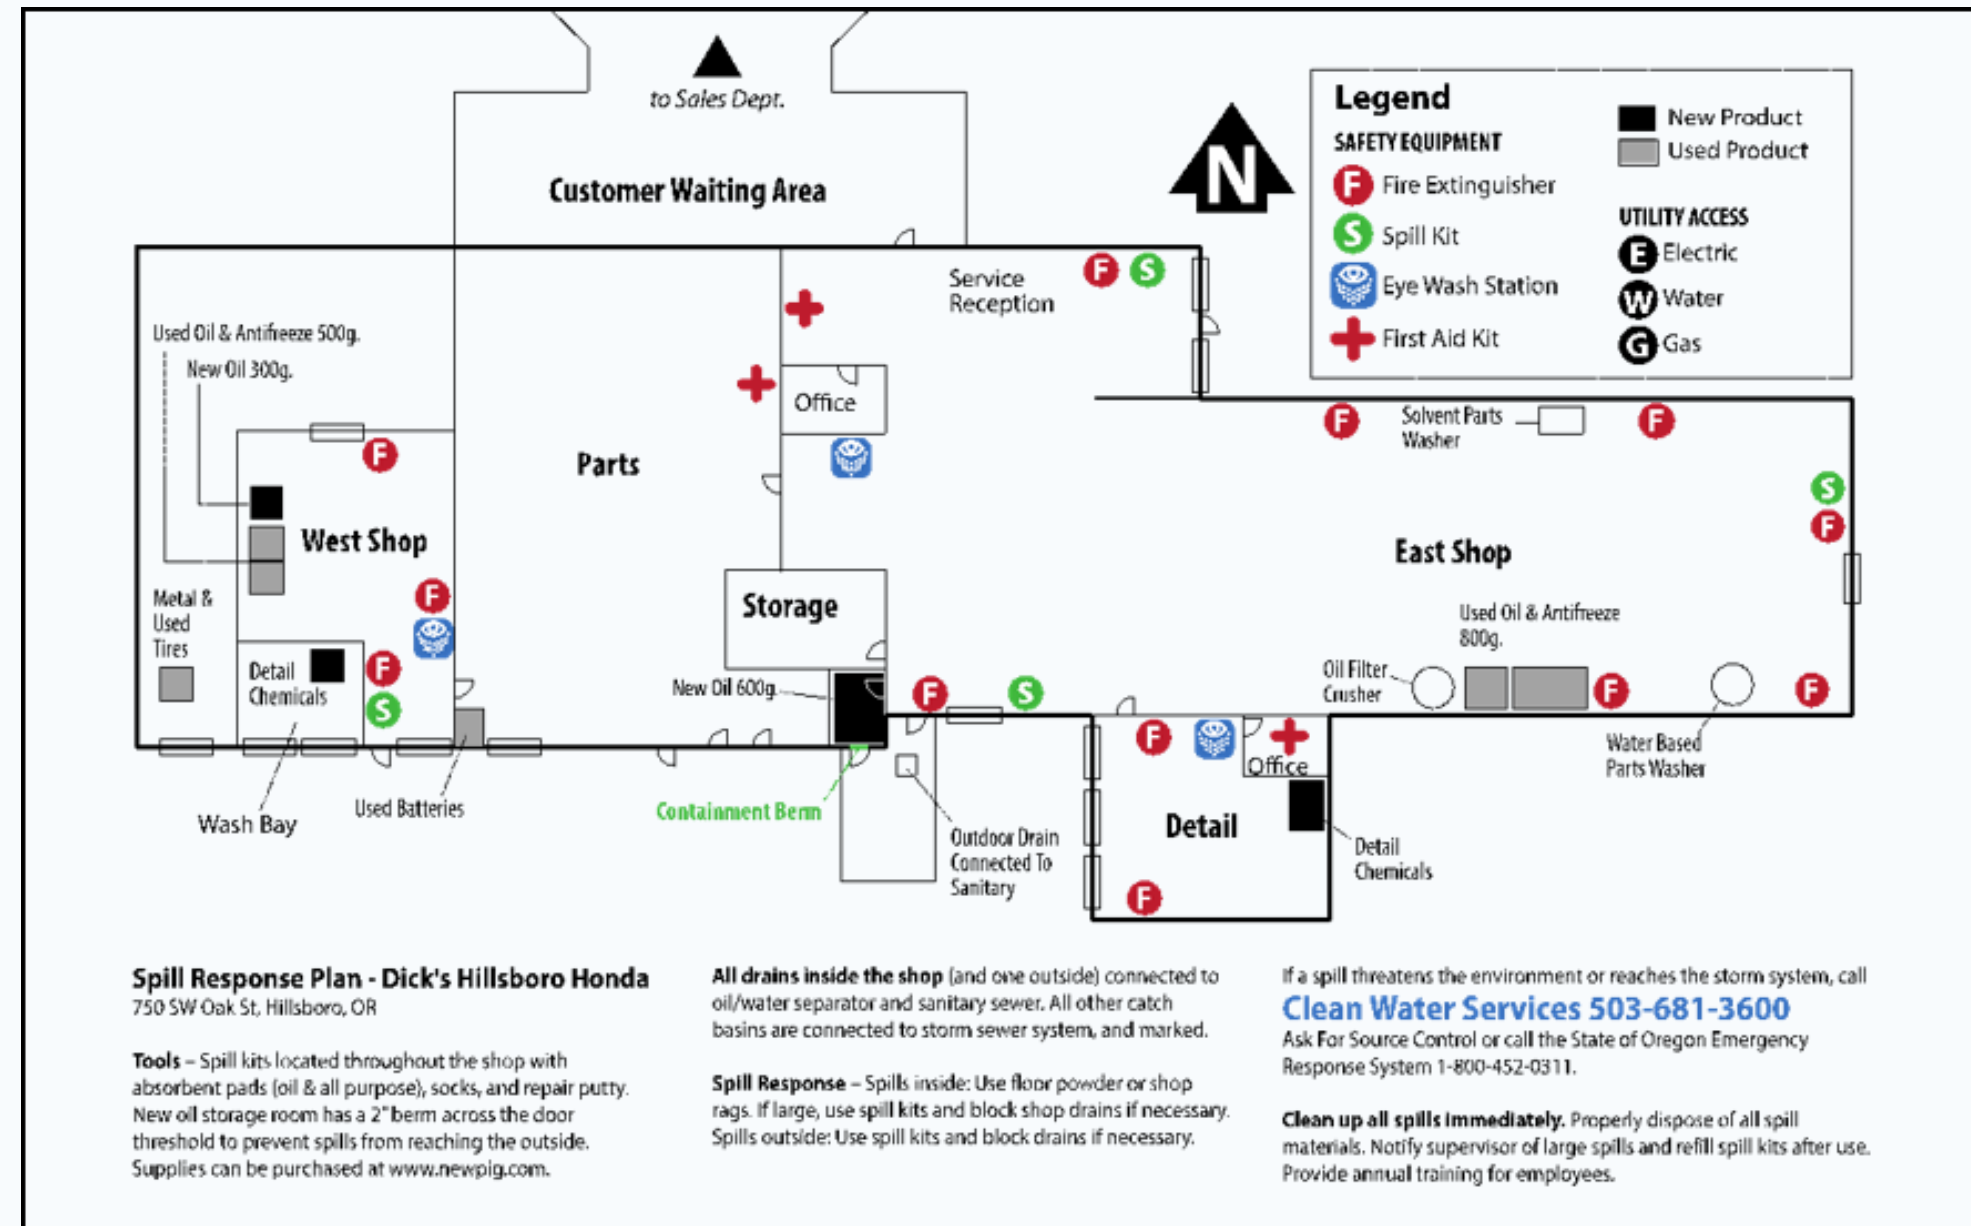 to Sales Dept.
Customer Waiting Area
N
Legend
SAFETY EQUIPMENT
F Fire Extinguisher
S Spill Kit
Eye Wash Station
First Aid Kit
New Product
Used Product
UTILITY ACCESS
E Electric
W Water
G Gas
Service
Reception
F
S
Used Oil & Antifreeze 500g.
New Oil 300g.
Office
F
Solvent Parts
Washer
F
F
Parts
S
F
West Shop
East Shop
Metal &
Used
Tires
F
Storage
Used Oil & Antifreeze
800g.
Detail
Chemicals
F
S
New Oil 600g.
F
S
Oil Filter
Crusher
F
F
F
Office
Water Based
Parts Washer
Wash Bay
Used Batteries
Containment Berm
Outdoor Drain
Connected To
Sanitary
Detail
Detail
Chemicals
F
Spill Response Plan - Dick's Hillsboro Honda
750 SW Oak St, Hillsboro, OR
Tools – Spill kits located throughout the shop with
absorbent pads (oil & all purpose), socks, and repair putty.
New oil storage room has a 2" berm across the door
threshold to prevent spills from reaching the outside.
Supplies can be purchased at www.newpig.com.
All drains inside the shop (and one outside) connected to
oil/water separator and sanitary sewer. All other catch
basins are connected to storm sewer system, and marked.
Spill Response – Spills inside: Use floor powder or shop
rags. If large, use spill kits and block shop drains if necessary.
Spills outside: Use spill kits and block drains if necessary.
If a spill threatens the environment or reaches the storm system, call
Clean Water Services 503-681-3600
Ask For Source Control or call the State of Oregon Emergency
Response System 1-800-452-0311.
Clean up all spills immediately. Properly dispose of all spill
materials. Notify supervisor of large spills and refill spill kits after use.
Provide annual training for employees.